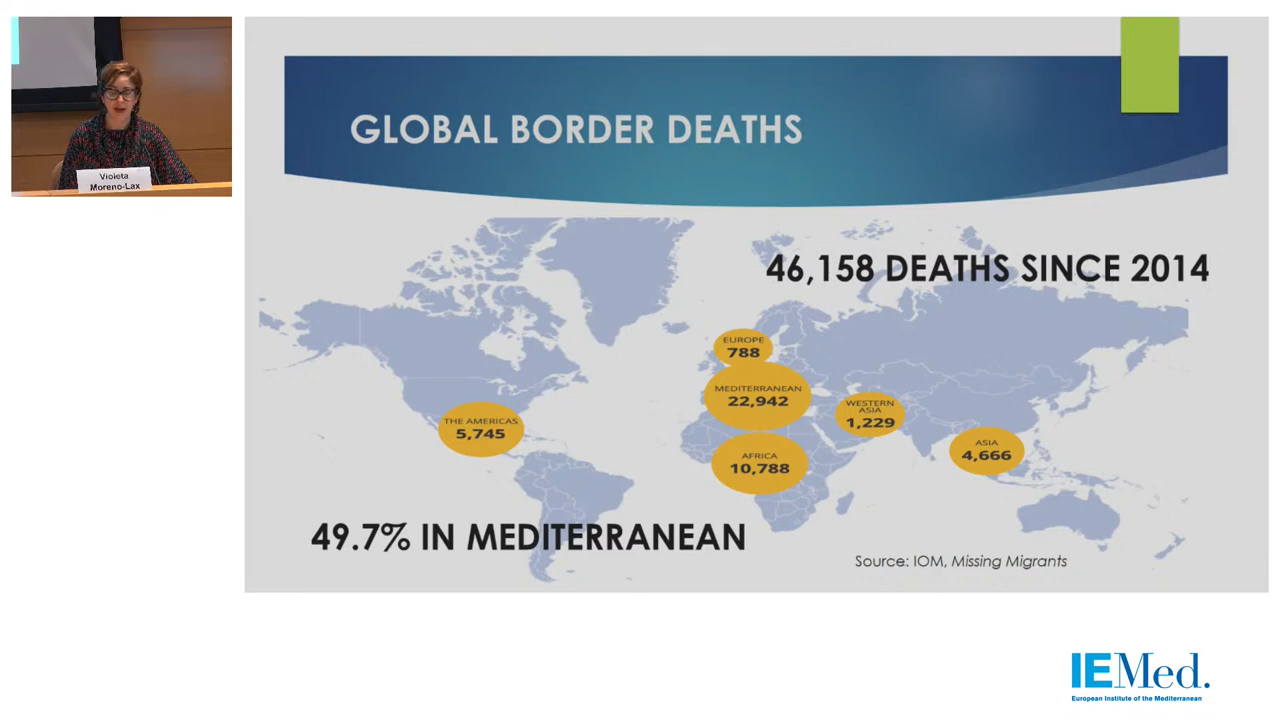 Violeta
Moreno-Lax
GLOBAL BORDER DEATHS
46,158 DEATHS SINCE 2014
EUROPE
788
MEDITERRANEAN
22,942
WESTERN
ASIA
1,229
THE AMERICAS
5,745
ASIA
4,666
AFRICA
10,788
49.7% IN MEDITERRANEAN
Source: IOM, Missing Migrants
IEMed.
European Institute of the Mediterranean